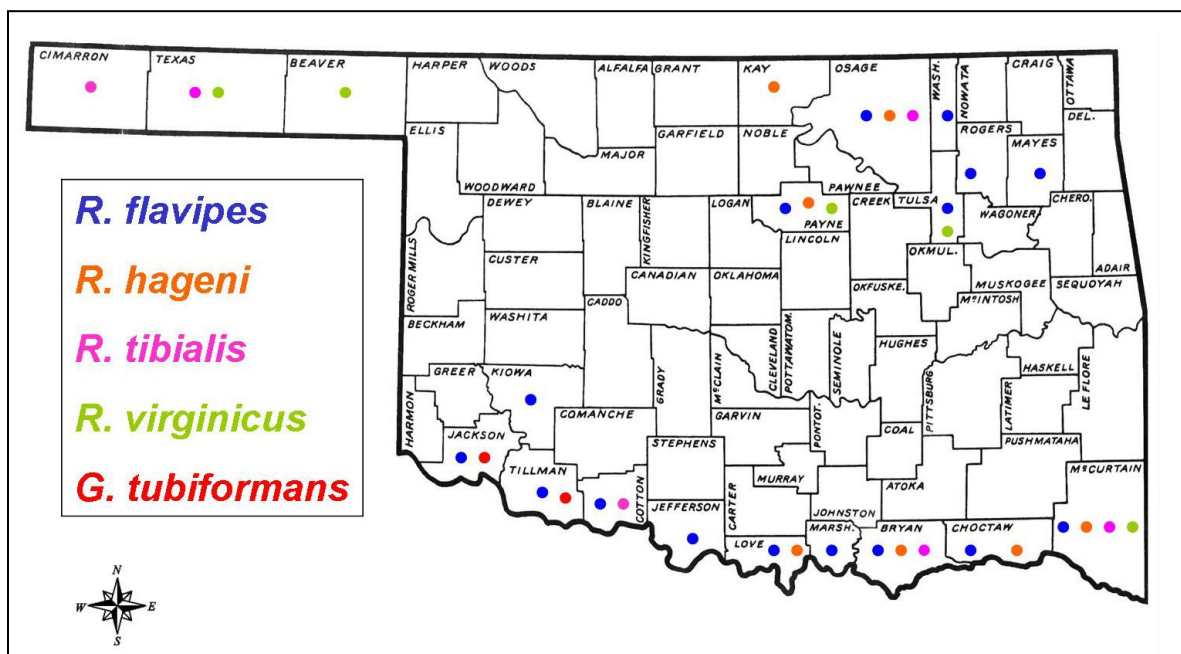 CIMARRON
TEXAS
BEAVER
HARPER
WOODS
ALFALFA
GRANT
KAY
OSAGE
WASH.
NOWATA
CRAIG
OTTAWA
ELLIS
GARFIELD
NOBLE
ROGERS
MAYES
DEL.
MAJOR
WOODWARD
PAWNEE
DEWEY
BLAINE
KINGFISHER
LOGAN
PAYNE
CREEK
TULSA
WAGONER
CHERO.
LINCOLN
ROGER MILLS
CUSTER
CANADIAN
OKLAHOMA
OKMUL.
OKFUSKE.
MUSKOGEE
ADAIR
SEQUOYAH
McINTOSH
BECKHAM
WASHITA
CADDO
CLEVELAND
POTTAWATOM.
SEMINOLE
HUGHES
PITTSBURG
HASKELL
LE FLORE
LATIMER
GREER
KIOWA
GRADY
McCLAIN
HARMON
COMANCHE
GARVIN
PONTOT.
COAL
PUSHMATAHA
JACKSON
STEPHENS
TILLMAN
COTTON
MURRAY
ATOKA
McCURTAIN
JEFFERSON
CARTER
JOHNSTON
LOVE
MARSH.
BRYAN
CHOCTAW
R. flavipes
R. hageni
R. tibialis
R. virginicus
G. tubiformans
N
W E
S